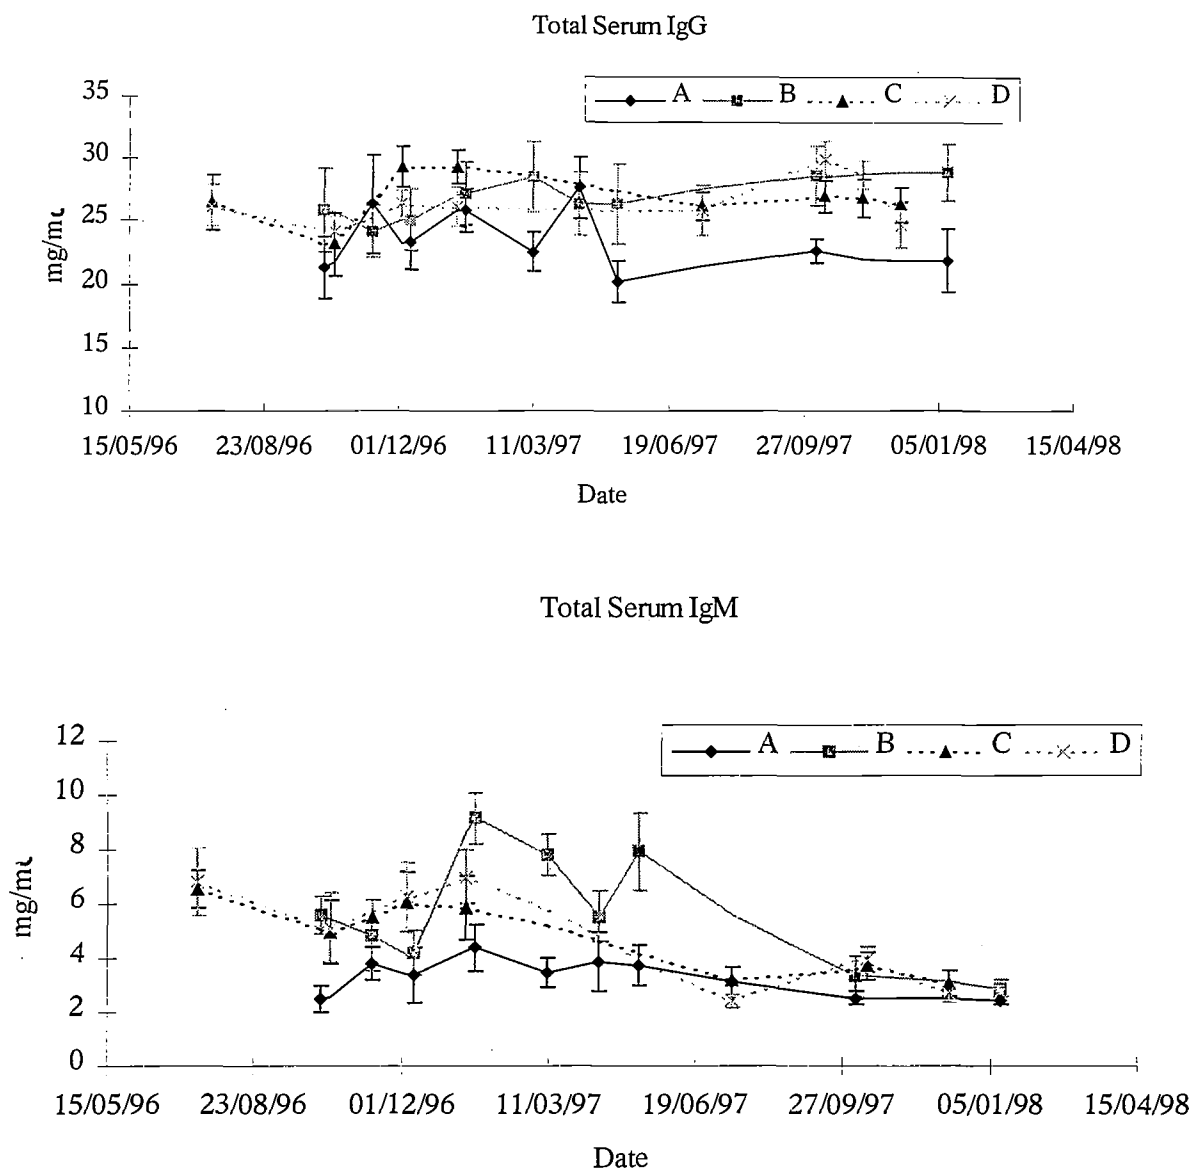 Total Serum IgG
A B C D
35
30
25
20
15
10
mg/ml
15/05/96 23/08/96 01/12/96 11/03/97 19/06/97 27/09/97 05/01/98 15/04/98
Date
Total Serum IgM
A B C D
12
10
8
6
4
2
0
mg/ml
15/05/96 23/08/96 01/12/96 11/03/97 19/06/97 27/09/97 05/01/98 15/04/98
Date